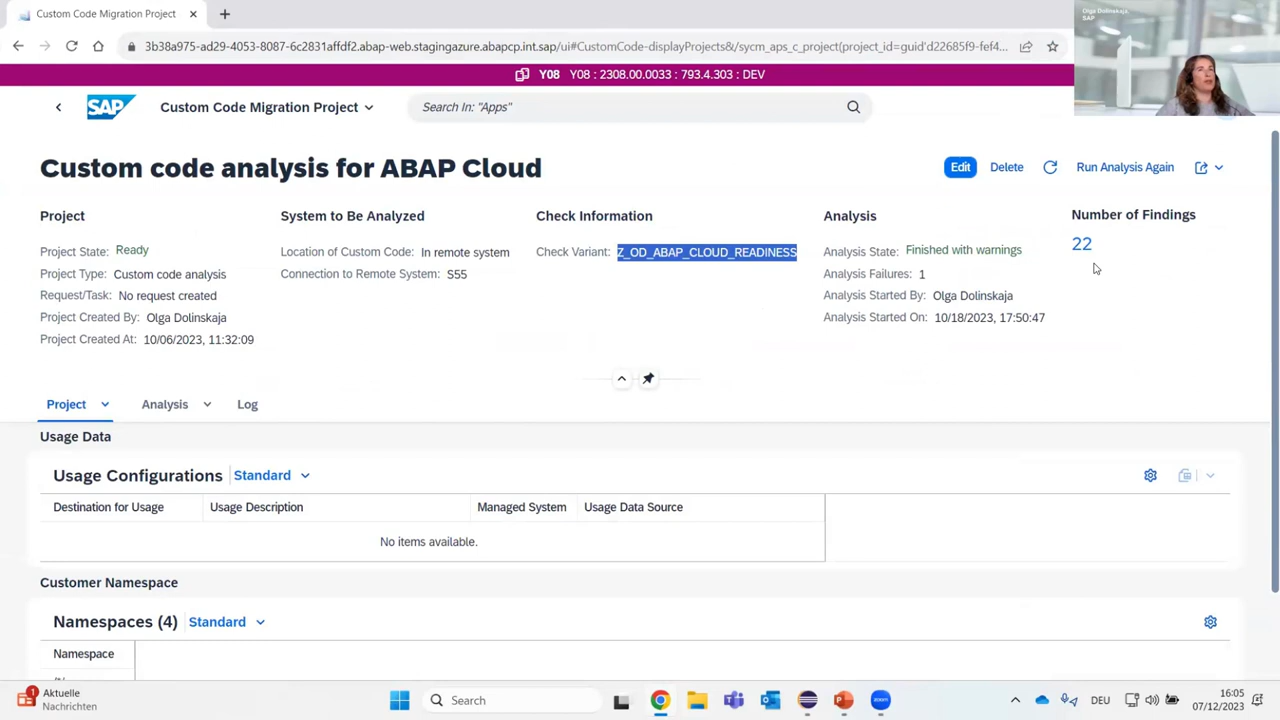 Custom Code Migration Project
3b38a975-ad29-4053-8087-6c2831affdf2.abap-web.stagingazure.abapcp.int.sap/ui#CustomCode-displayProjects&/sycm_aps_c_project(project_id=guid'd22685f9-fef4...
Olga Dolinskaja,
SAP
Y08 Y08 : 2308.00.0033 : 793.4.303 : DEV
SAP Custom Code Migration Project
Search In: "Apps"
Custom code analysis for ABAP Cloud
Edit Delete Run Analysis Again
Project
Project State: Ready
Project Type: Custom code analysis
Request/Task: No request created
Project Created By: Olga Dolinskaja
Project Created At: 10/06/2023, 11:32:09
System to Be Analyzed
Location of Custom Code: In remote system
Connection to Remote System: S55
Check Information
Check Variant: Z_OD_ABAP_CLOUD_READINESS
Analysis
Analysis State: Finished with warnings
Analysis Failures: 1
Analysis Started By: Olga Dolinskaja
Analysis Started On: 10/18/2023, 17:50:47
Number of Findings
22
Project Analysis Log
Usage Data
Usage Configurations Standard
Destination for Usage Usage Description Managed System Usage Data Source
No items available.
Customer Namespace
Namespaces (4) Standard
Namespace
1 Aktuelle
Nachrichten
Search
DEU
16:05
07/12/2023